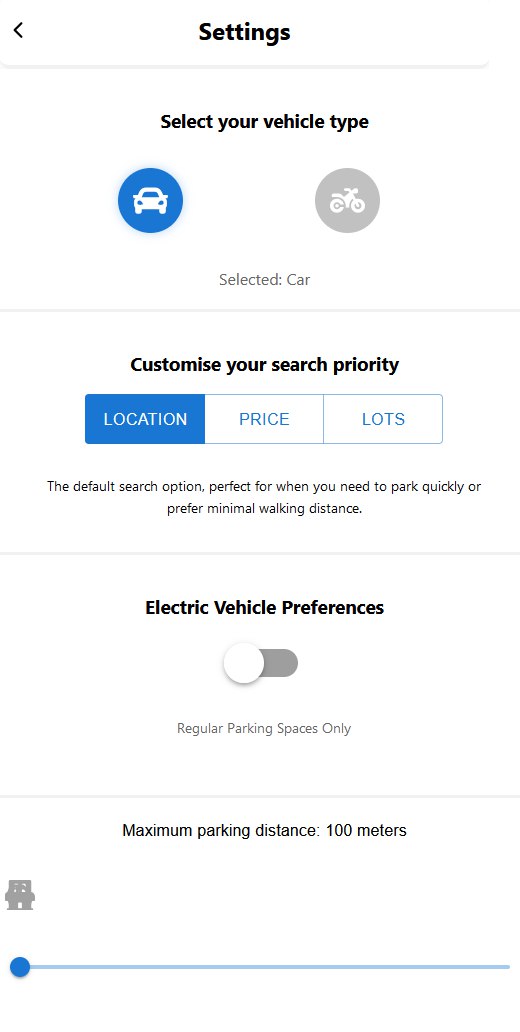 Settings
Select your vehicle type
Selected: Car
Customise your search priority
LOCATION PRICE LOTS
The default search option, perfect for when you need to park quickly or
prefer minimal walking distance.
Electric Vehicle Preferences
Regular Parking Spaces Only
Maximum parking distance: 100 meters